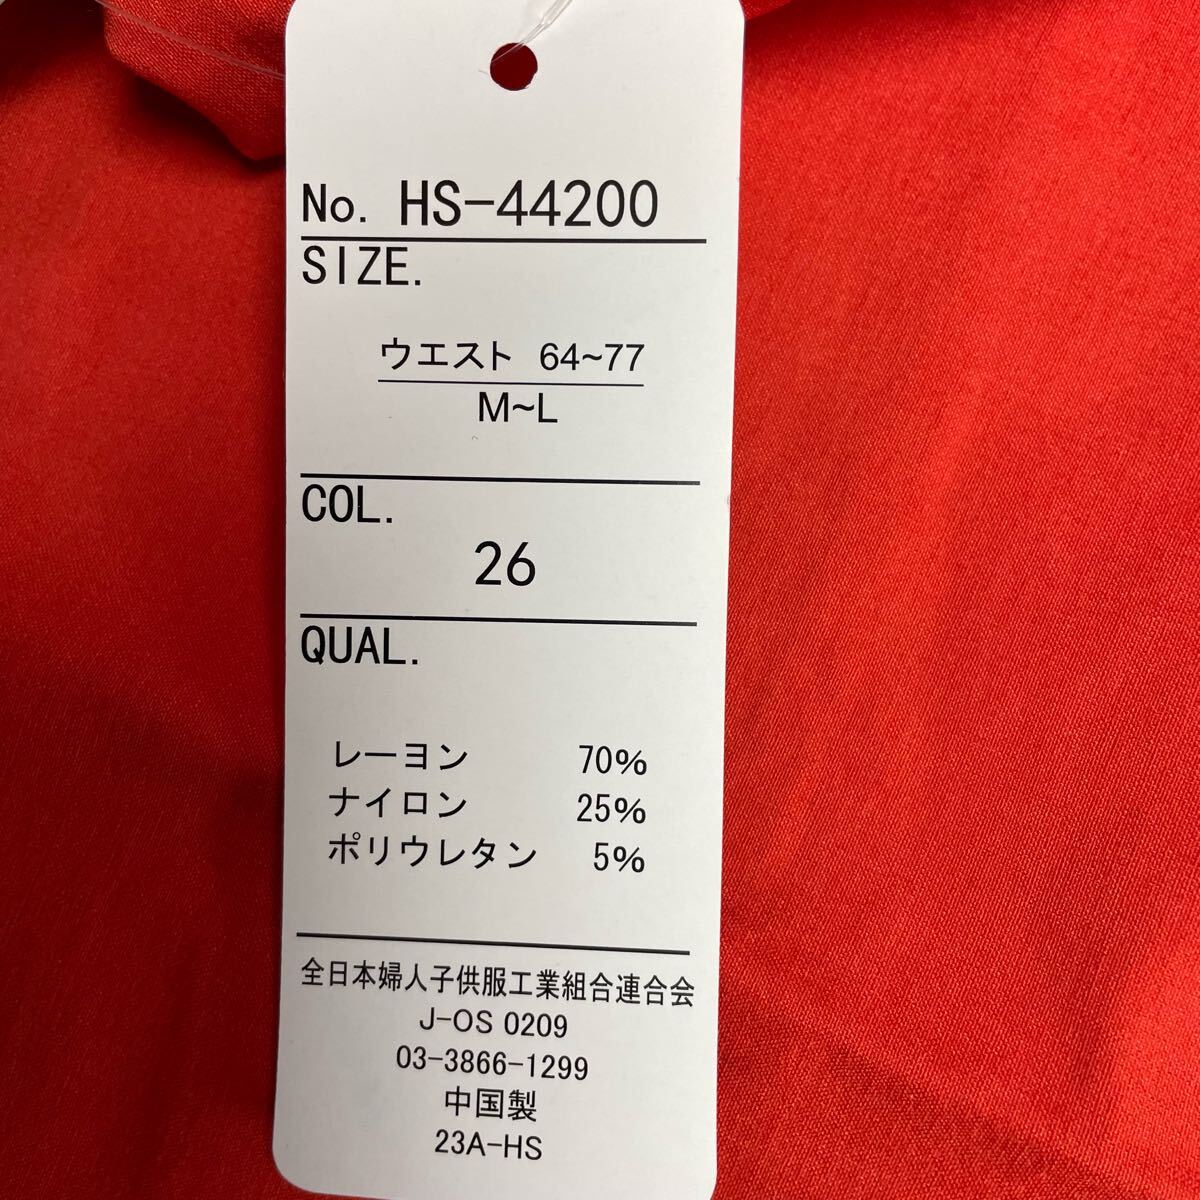 No. HS-44200
SIZE.
ウエスト 64~77
M~L
COL.
26
QUAL.
レーヨン 70%
ナイロン 25%
ポリウレタン 5%
全日本婦人子供服工業組合連合会
J-OS 0209
03-3866-1299
中国製
23A-HS